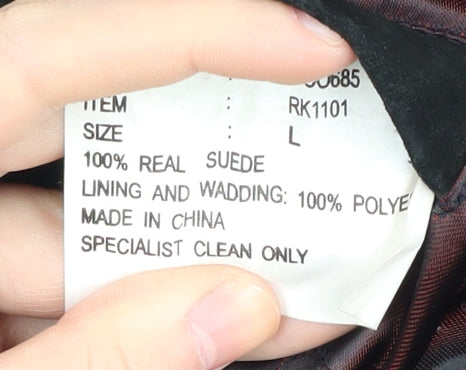 ITEM : RK1101
SIZE : L
100% REAL SUEDE
LINING AND WADDING: 100% POLYE
MADE IN CHINA
SPECIALIST CLEAN ONLY